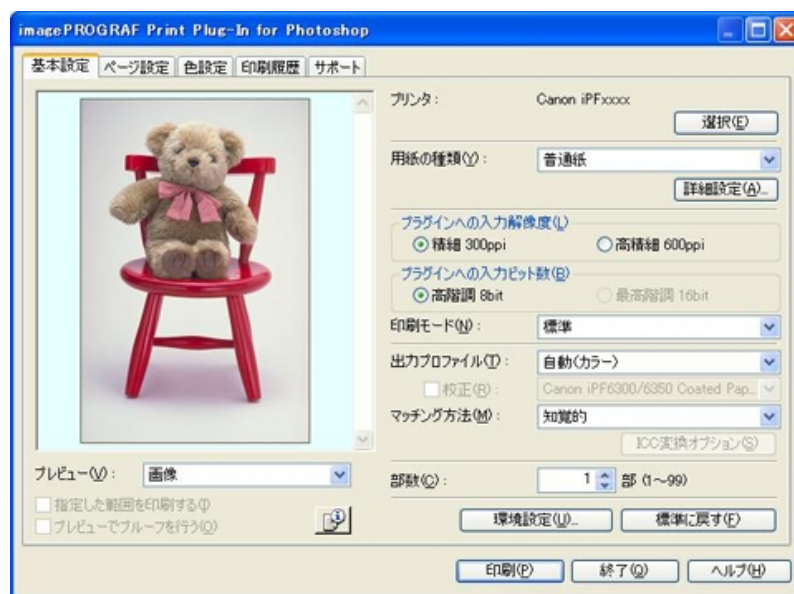 imagePROGRAF Print Plug-In for Photoshop
基本設定 ページ設定 色設定 印刷履歴 サポート
プリンタ： Canon iPFxxxx
選択(E)
用紙の種類(Y)： 普通紙
詳細設定(A)...
プラグインへの入力解像度(L)
精細 300ppi 高精細 600ppi
プラグインへの入力ビット数(B)
高階調 8bit 最高階調 16bit
印刷モード(N)： 標準
出力プロファイル(T)： 自動(カラー)
校正(R)： Canon iPF6300/6350 Coated Pap...
マッチング方法(M)： 知覚的
ICC変換オプション(S)
プレビュー(V)： 画像
部数(C)： 1 部 (1～99)
指定した範囲を印刷する(I)
プレビューでプルーフを行う(O)
環境設定(U)... 標準に戻す(F)
印刷(P) 終了(Q) ヘルプ(H)